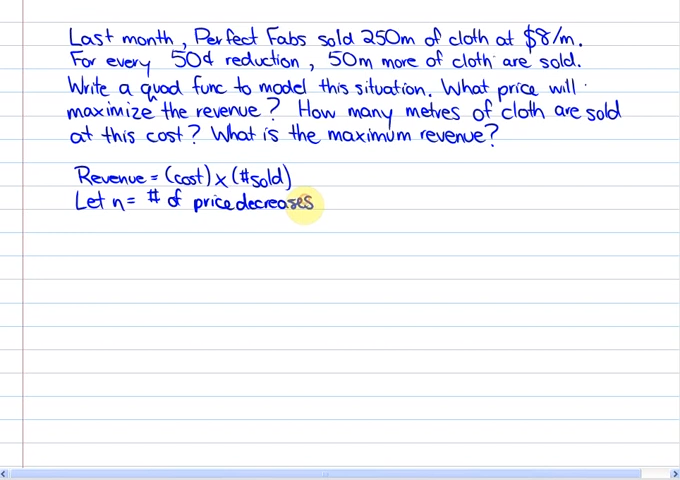 Last month, Perfect Fabs sold 250m of cloth at $8/m.
For every 50¢ reduction, 50m more of cloth are sold.
Write a quad func to model this situation. What price will
maximize the revenue? How many metres of cloth are sold
at this cost? What is the maximum revenue?
Revenue = (cost) x (#sold)
Let n = # of price decreases